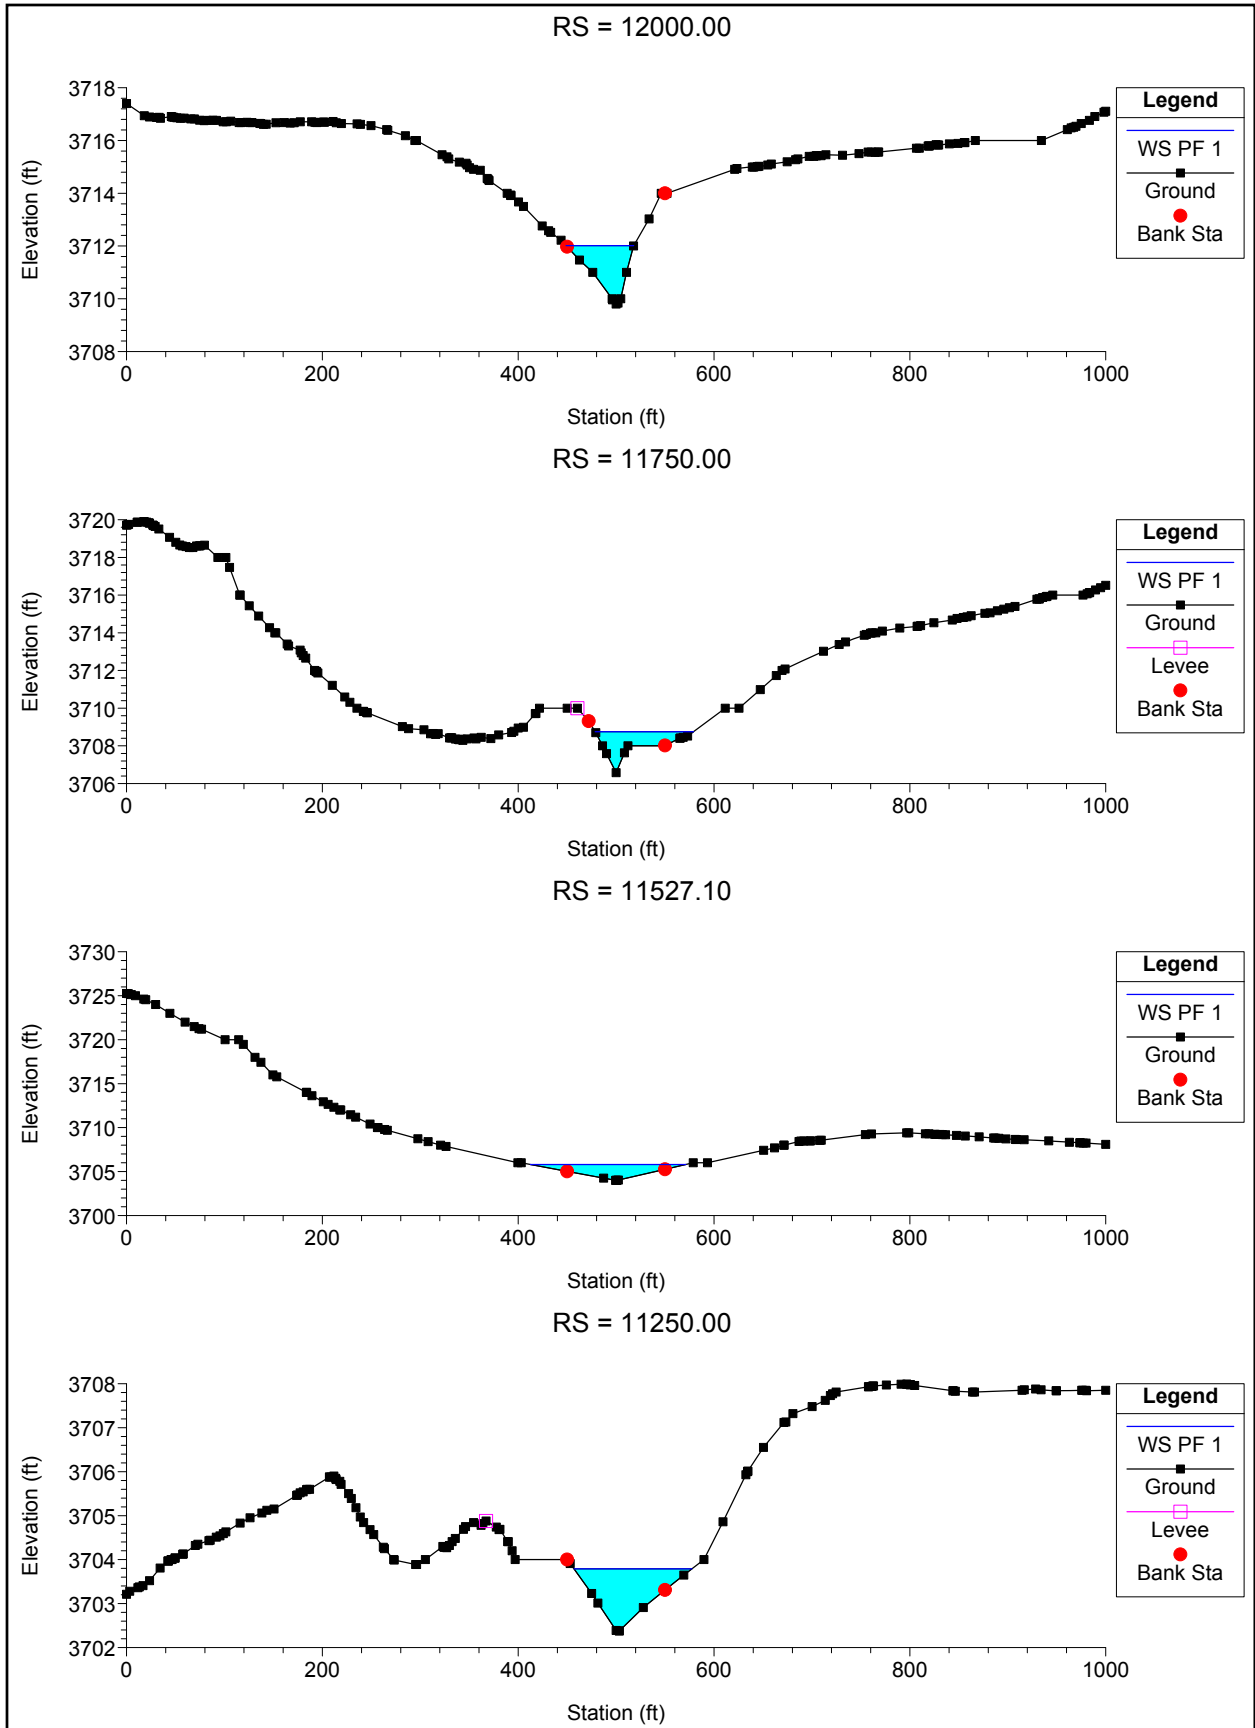 RS = 12000.00
3718
3716
3714
3712
3710
3708
Elevation (ft)
0 200 400 600 800 1000
Station (ft)
Legend
WS PF 1
Ground
Bank Sta
RS = 11750.00
3720
3718
3716
3714
3712
3710
3708
3706
Elevation (ft)
0 200 400 600 800 1000
Station (ft)
Legend
WS PF 1
Ground
Levee
Bank Sta
RS = 11527.10
3730
3725
3720
3715
3710
3705
3700
Elevation (ft)
0 200 400 600 800 1000
Station (ft)
Legend
WS PF 1
Ground
Bank Sta
RS = 11250.00
3708
3707
3706
3705
3704
3703
3702
Elevation (ft)
0 200 400 600 800 1000
Station (ft)
Legend
WS PF 1
Ground
Levee
Bank Sta